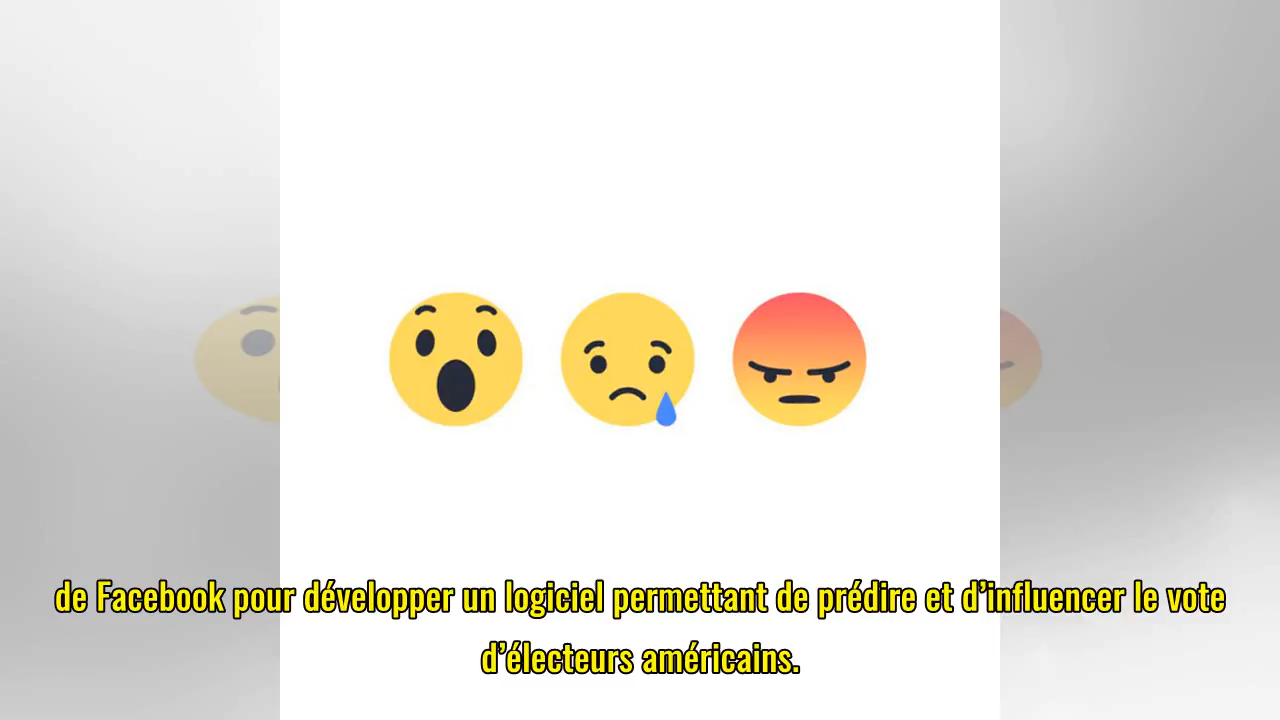 de Facebook pour développer un logiciel permettant de prédire et d’influencer le vote
d’électeurs américains.